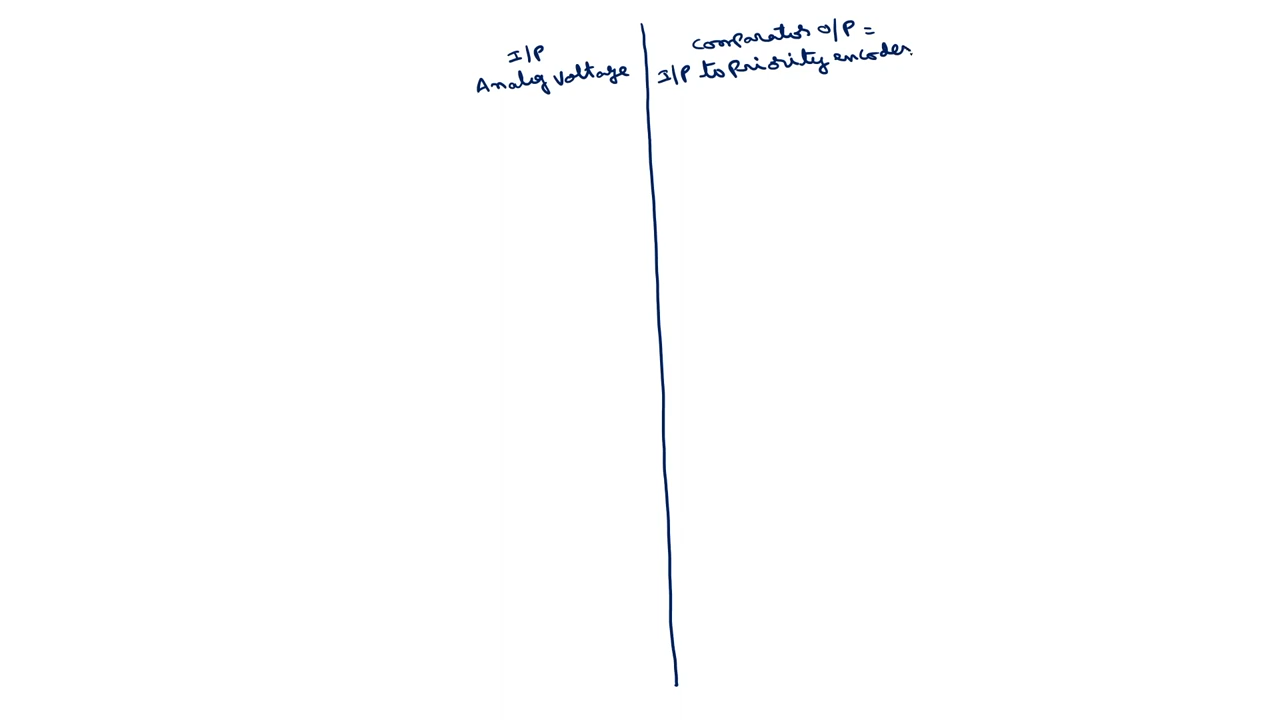 I/P
Analog Voltage
Comparator O/P =
I/P to Priority encoder.